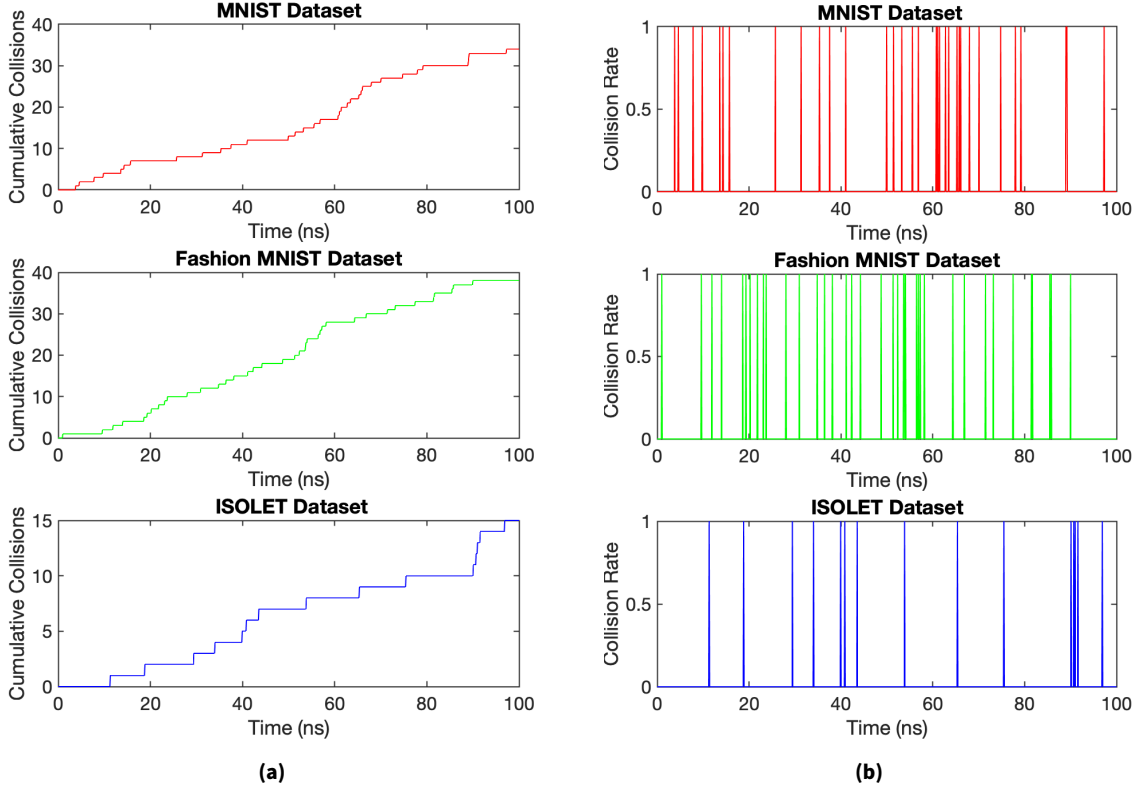 MNIST Dataset
Cumulative Collisions
40
30
20
10
0
0 20 40 60 80 100
Time (ns)
Fashion MNIST Dataset
Cumulative Collisions
40
30
20
10
0
0 20 40 60 80 100
Time (ns)
ISOLET Dataset
Cumulative Collisions
15
10
5
0
0 20 40 60 80 100
Time (ns)
(a)
MNIST Dataset
Collision Rate
1
0.5
0
0 20 40 60 80 100
Time (ns)
Fashion MNIST Dataset
Collision Rate
1
0.5
0
0 20 40 60 80 100
Time (ns)
ISOLET Dataset
Collision Rate
1
0.5
0
0 20 40 60 80 100
Time (ns)
(b)